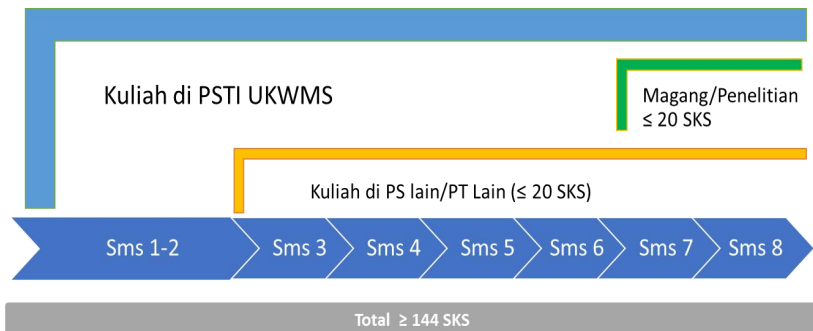 Kuliah di PSTI UKWMS
Magang/Penelitian
≤ 20 SKS
Kuliah di PS lain/PT Lain (≤ 20 SKS)
Sms 1-2
Sms 3
Sms 4
Sms 5
Sms 6
Sms 7
Sms 8
Total ≥ 144 SKS